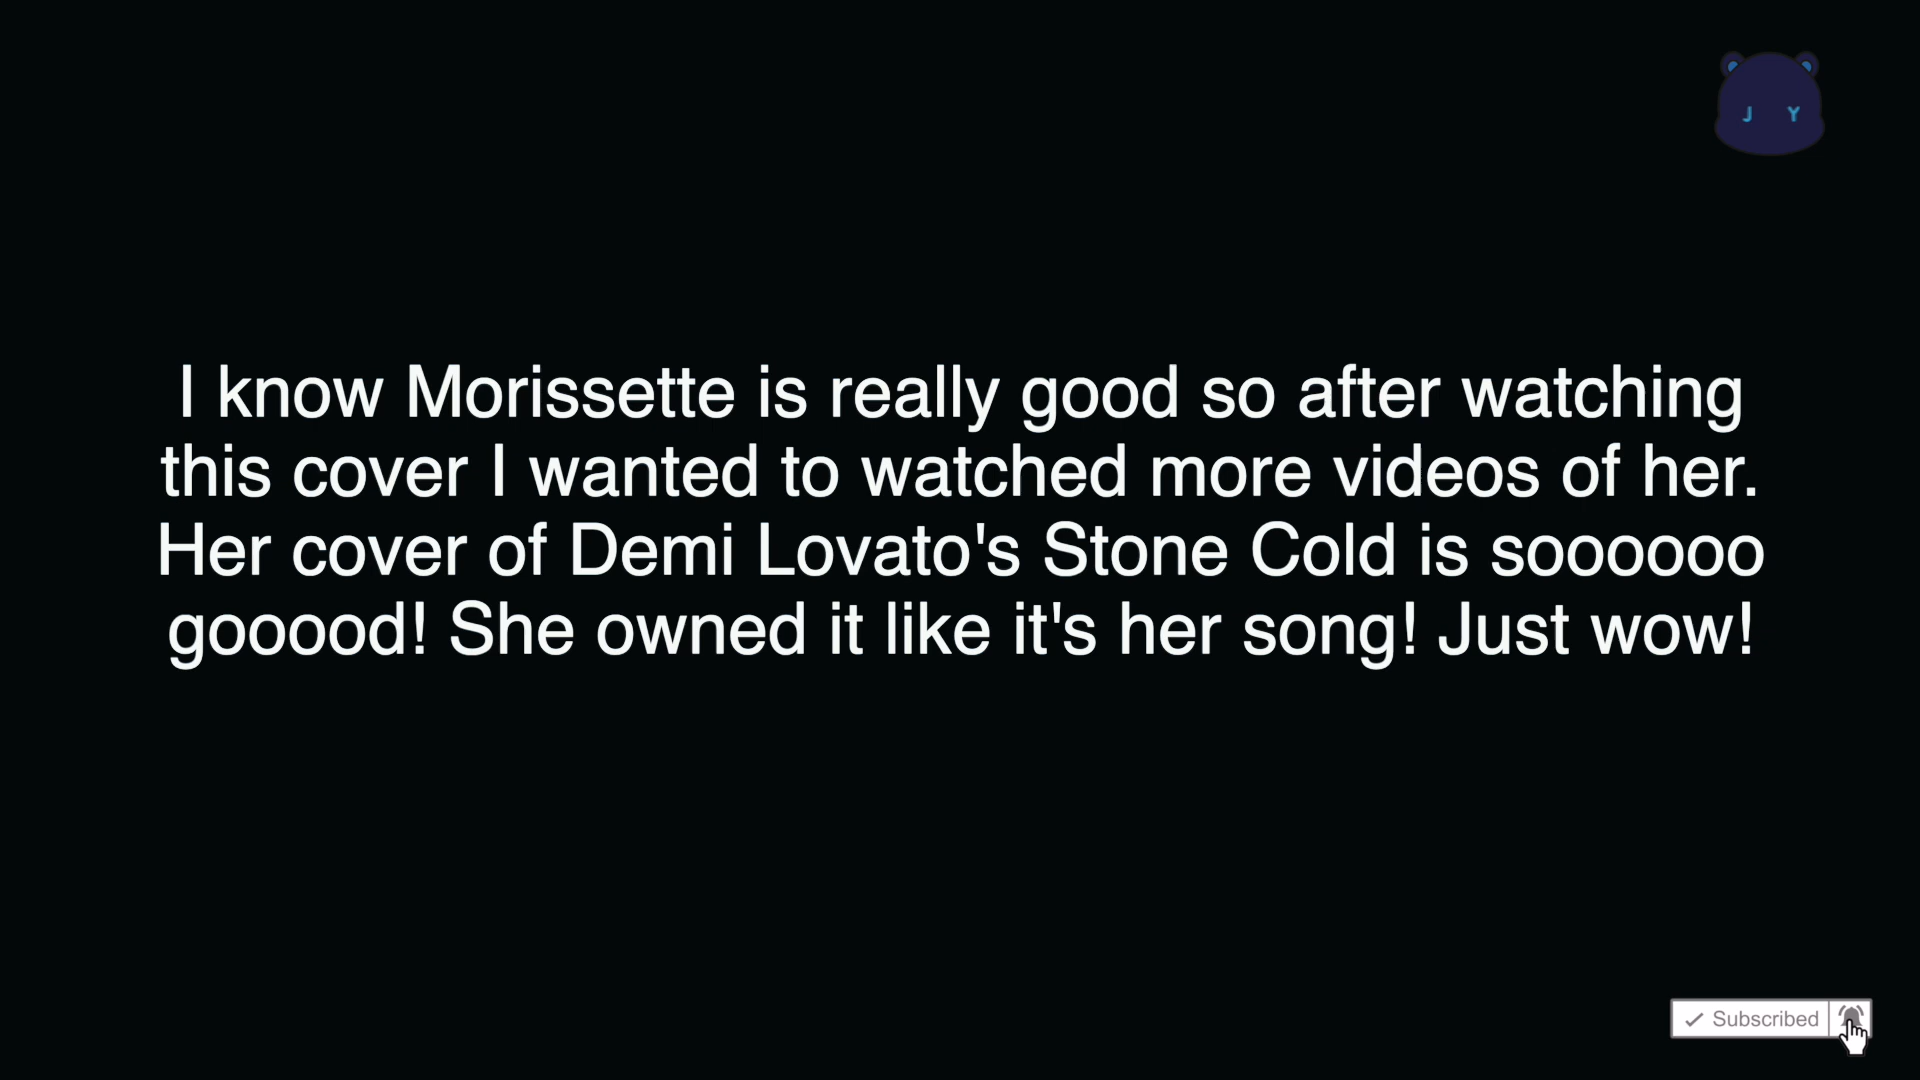 J Y
I know Morissette is really good so after watching
this cover I wanted to watched more videos of her.
Her cover of Demi Lovato's Stone Cold is soooooo
gooood! She owned it like it's her song! Just wow!
Subscribed